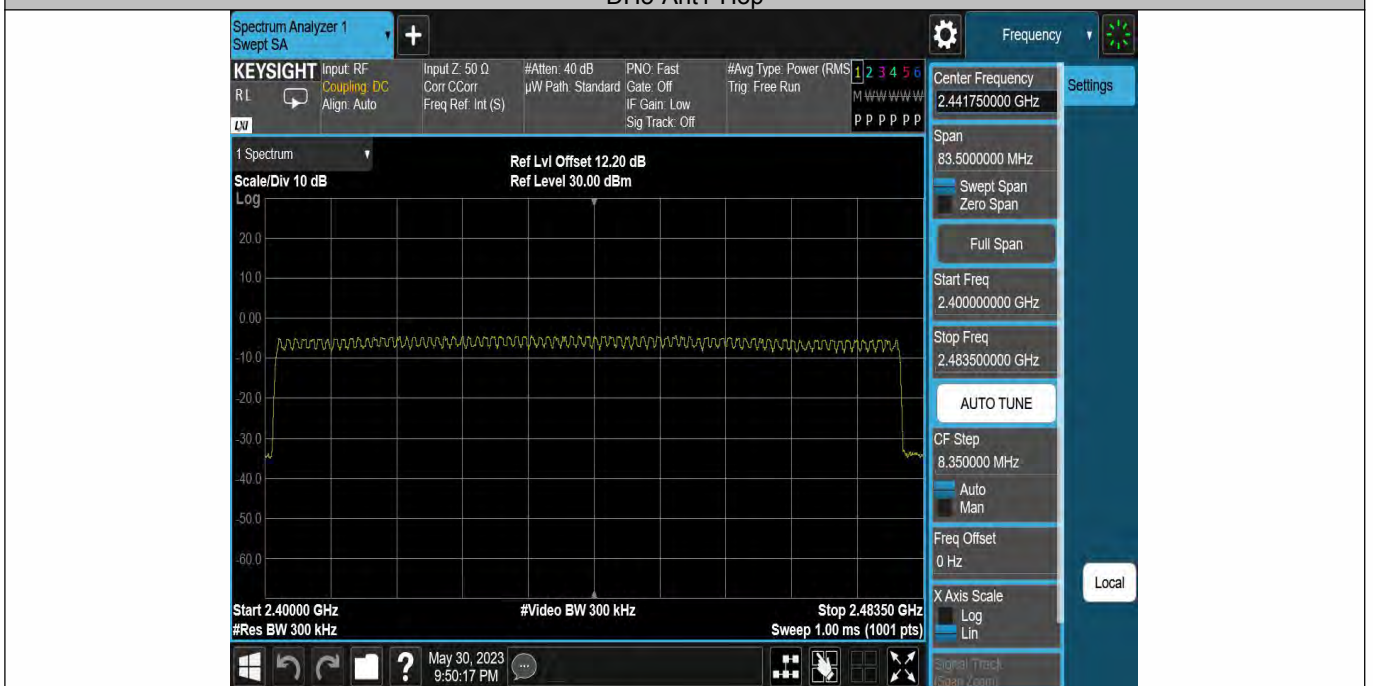 Spectrum Analyzer 1
Swept SA
+
Frequency
KEYSIGHT
RL
LXI
Input: RF
Coupling: DC
Align: Auto
Input Z: 50 Ω
Corr CCorr
Freq Ref: Int (S)
#Atten: 40 dB
µW Path: Standard
PNO: Fast
Gate: Off
IF Gain: Low
Sig Track: Off
#Avg Type: Power (RMS
Trig: Free Run
1 2 3 4 5 6
M W W W W W
P P P P P P
1 Spectrum
Scale/Div 10 dB
Log
Ref Lvl Offset 12.20 dB
Ref Level 30.00 dBm
20.0
10.0
0.00
-10.0
-20.0
-30.0
-40.0
-50.0
-60.0
Start 2.40000 GHz
#Res BW 300 kHz
#Video BW 300 kHz
Stop 2.48350 GHz
Sweep 1.00 ms (1001 pts)
Center Frequency
2.441750000 GHz
Settings
Span
83.5000000 MHz
Swept Span
Zero Span
Full Span
Start Freq
2.400000000 GHz
Stop Freq
2.483500000 GHz
AUTO TUNE
CF Step
8.350000 MHz
Auto
Man
Freq Offset
0 Hz
X Axis Scale
Log
Lin
Signal Track
(Span Zoom)
Local
?
May 30, 2023
9:50:17 PM